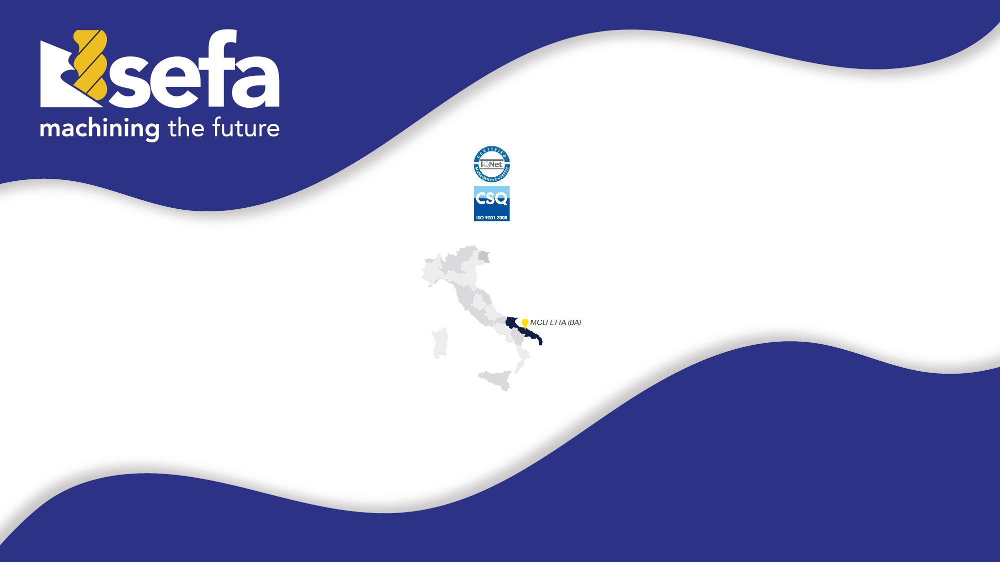 sefa
machining the future
CERTIFIED
IQNet
MANAGEMENT SYSTEM
CSQ
ISO 9001:2008
MOLFETTA (BA)